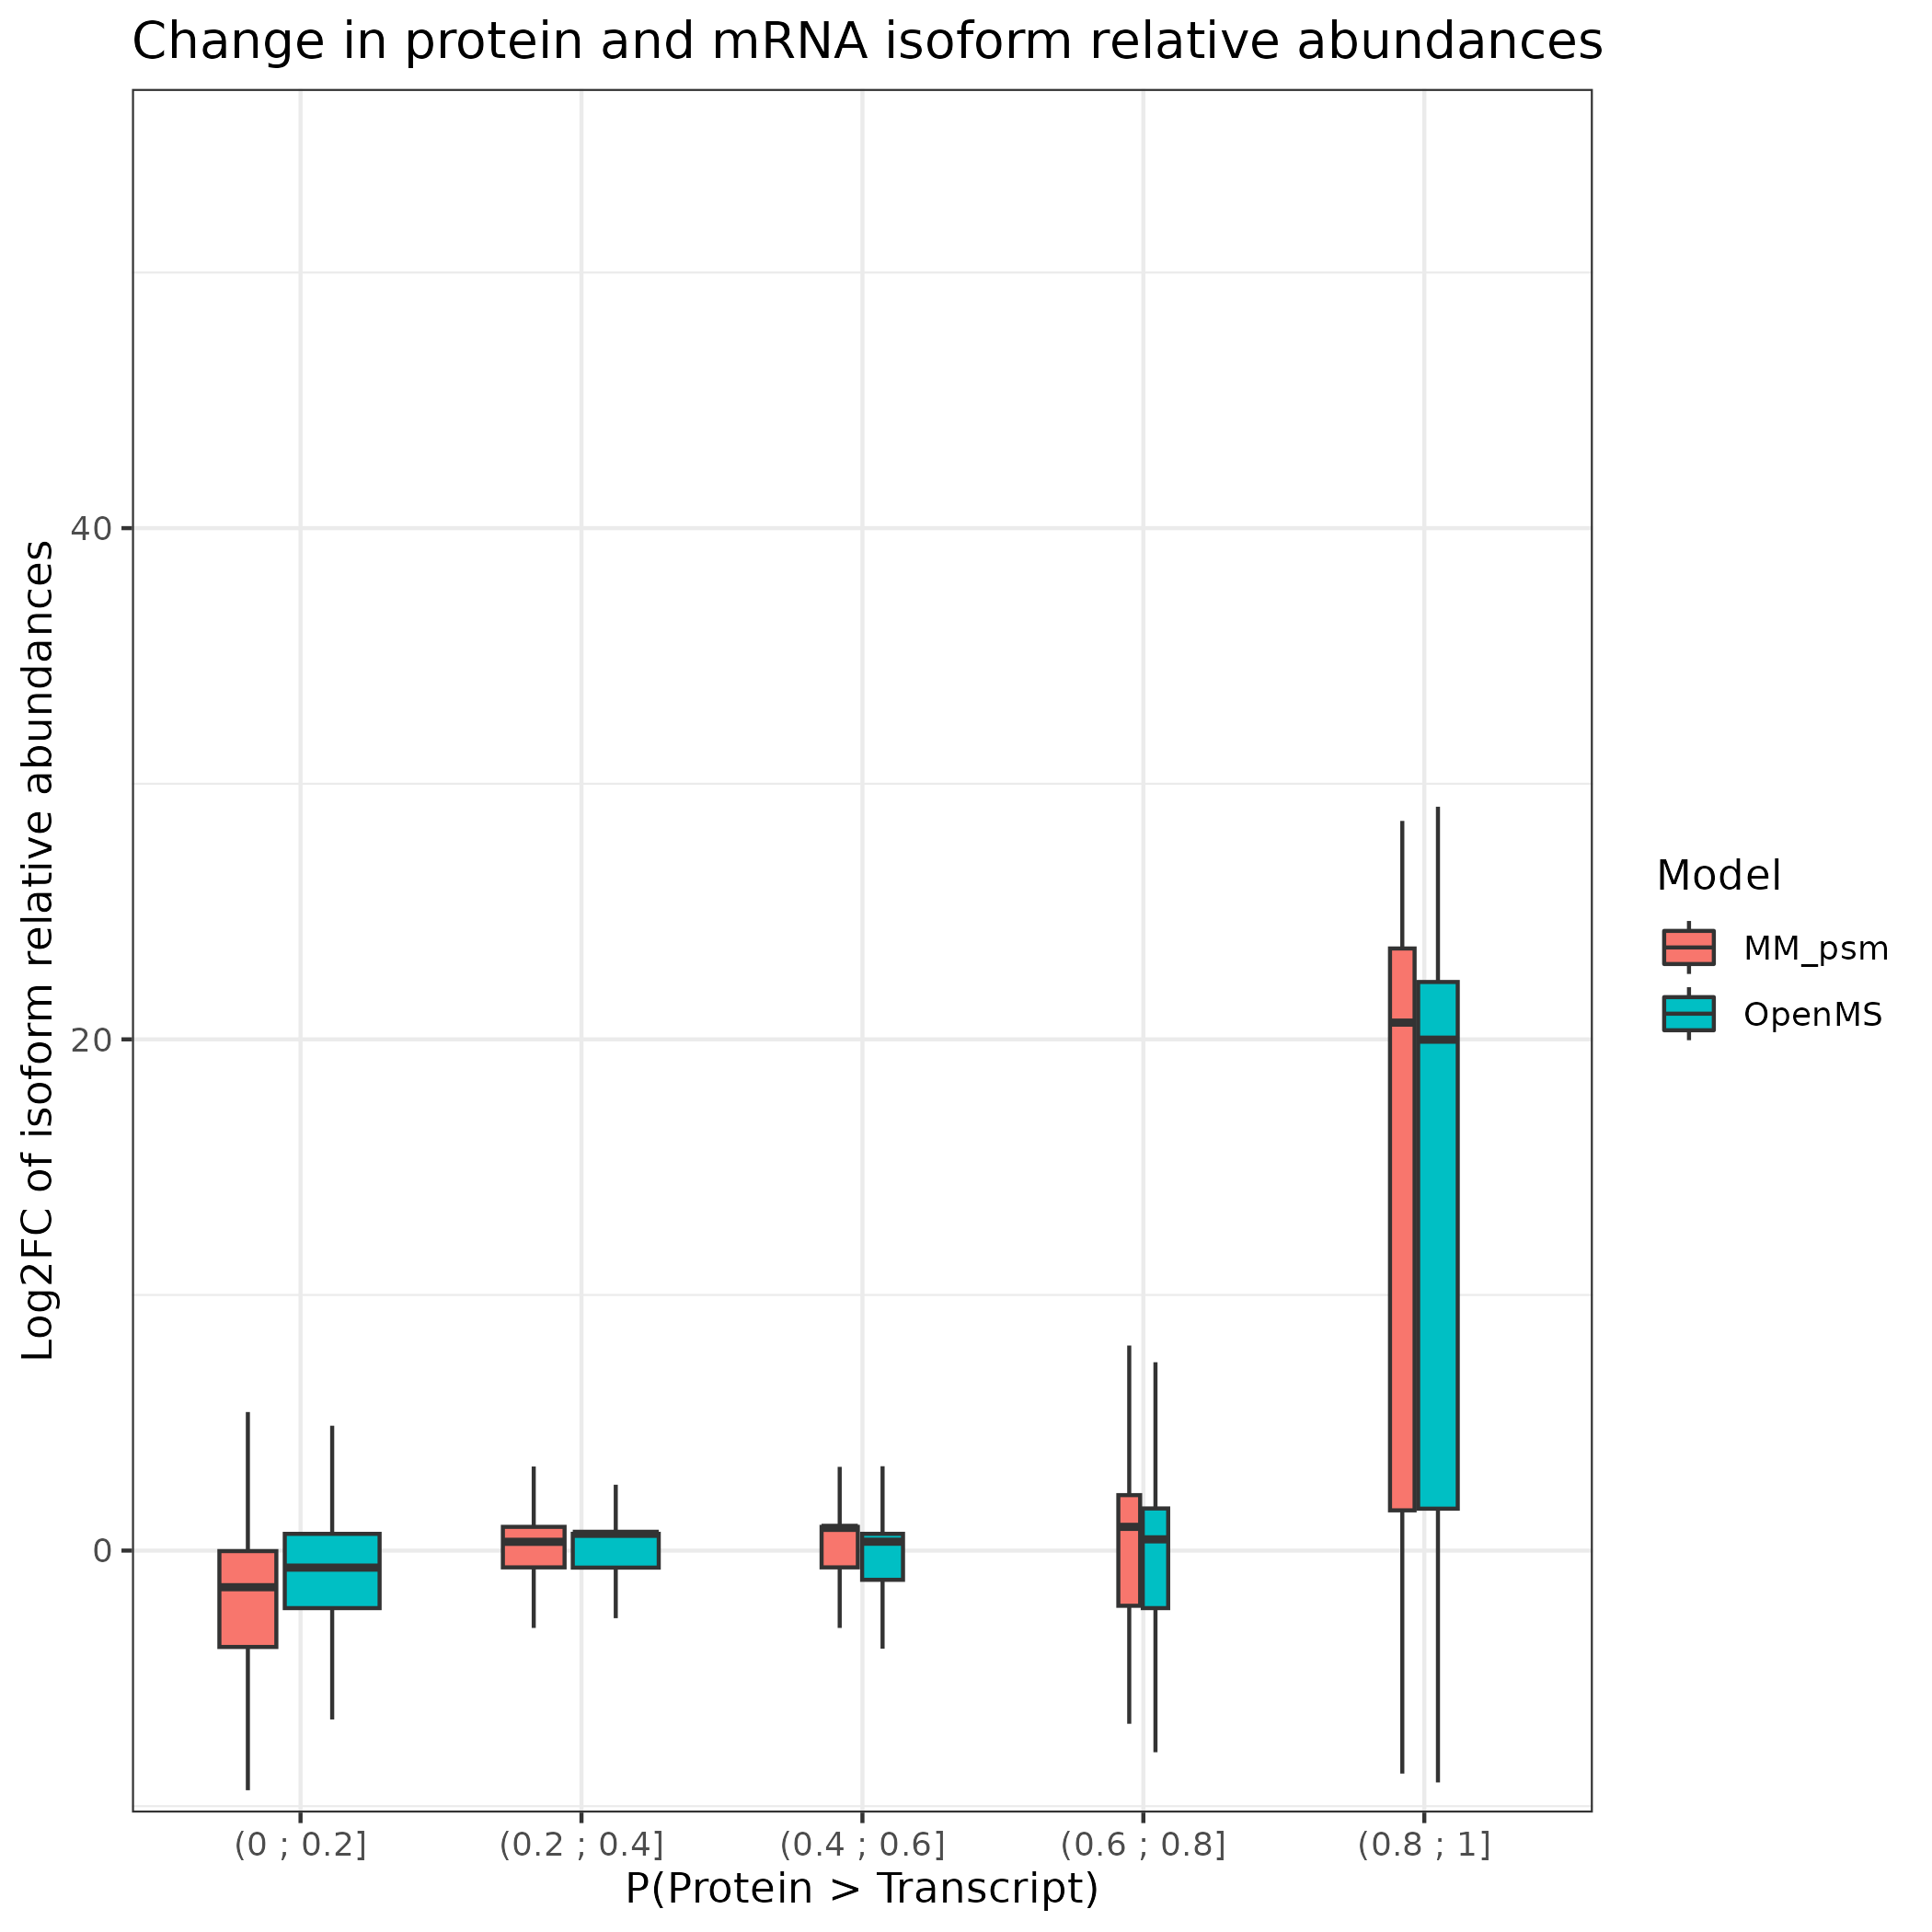 Change in protein and mRNA isoform relative abundances
Log2FC of isoform relative abundances
40
20
0
(0 ; 0.2]
(0.2 ; 0.4]
(0.4 ; 0.6]
(0.6 ; 0.8]
(0.8 ; 1]
P(Protein > Transcript)
Model
MM_psm
OpenMS